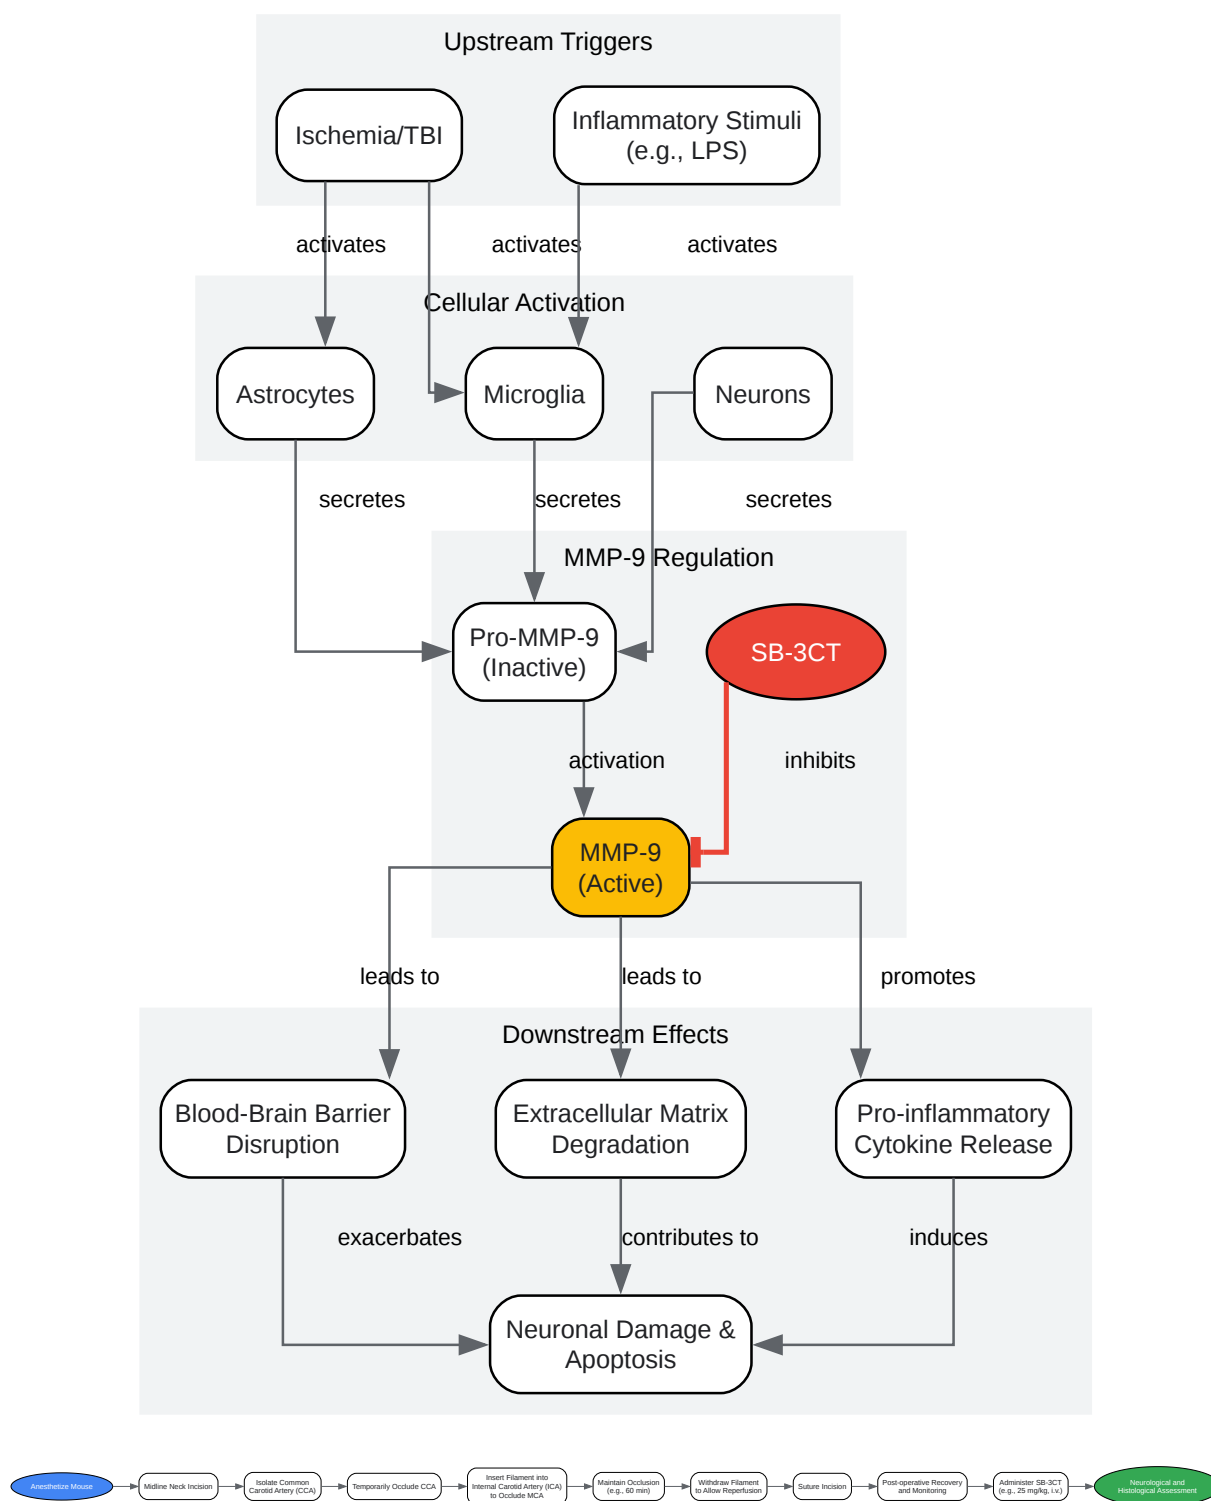 Upstream Triggers
Ischemia/TBI
Inflammatory Stimuli
(e.g., LPS)
activates
activates
activates
Cellular Activation
Astrocytes
Microglia
Neurons
secretes
secretes
secretes
MMP-9 Regulation
Pro-MMP-9
(Inactive)
SB-3CT
activation
inhibits
MMP-9
(Active)
leads to
leads to
promotes
Downstream Effects
Blood-Brain Barrier
Disruption
Extracellular Matrix
Degradation
Pro-inflammatory
Cytokine Release
exacerbates
contributes to
induces
Neuronal Damage &
Apoptosis
Anesthetize Mouse
Midline Neck Incision
Isolate Common
Carotid Artery (CCA)
Temporarily Occlude CCA
Insert Filament into
Internal Carotid Artery (ICA)
to Occlude MCA
Maintain Occlusion
(e.g., 60 min)
Withdraw Filament
to Allow Reperfusion
Suture Incision
Post-operative Recovery
and Monitoring
Administer SB-3CT
(e.g., 25 mg/kg, i.v.)
Neurological and
Histological Assessment